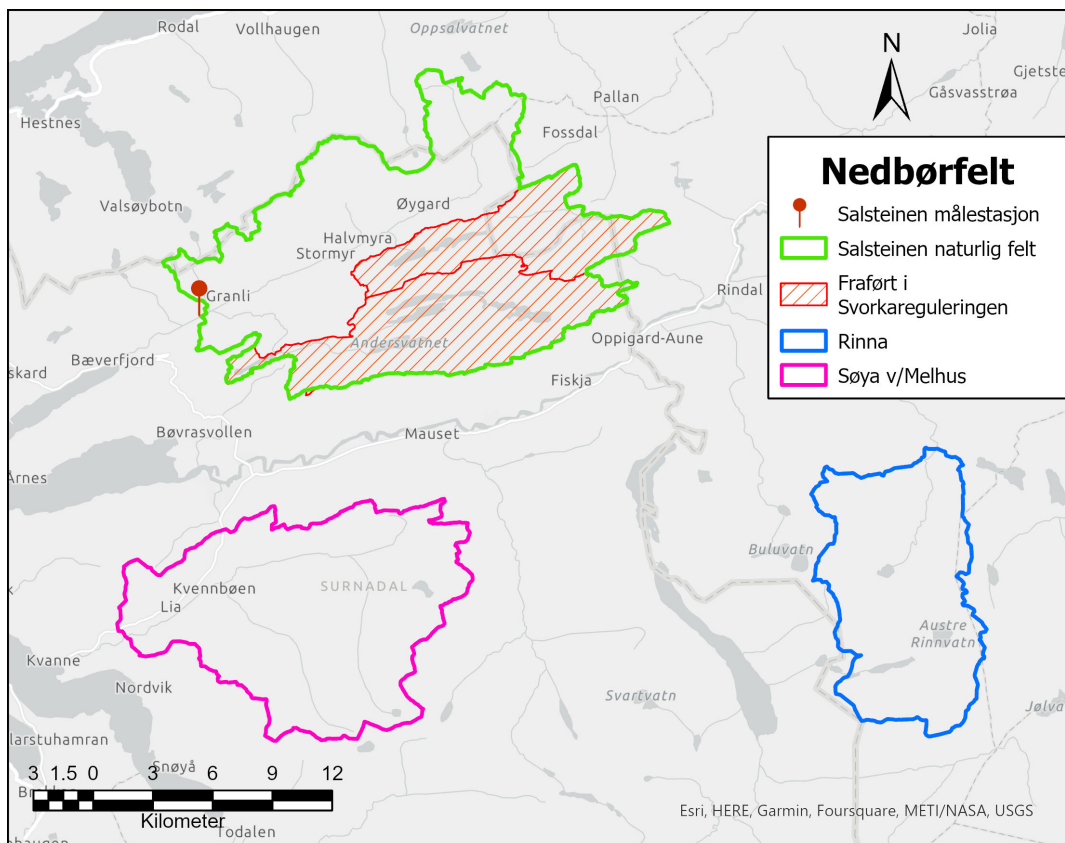 Rodal
Vollhaugen
Oppsalvatnet
Jolia
N
Gjetste
Gåsvasstrøa
Pallan
Hestnes
Fossdal
Nedbørfelt
Salsteinen målestasjon
Salsteinen naturlig felt
Fraført i
Svorkareguleringen
Rinna
Søya v/Melhus
Valsøybotn
Øygard
Halvmyra
Stormyr
Granli
Rindal
Andersvatnet
Oppigard-Aune
Bæverfjord
skard
Fiskja
Bøvrasvollen
Mauset
Årnes
Buluvatn
Kvennbøen
SURNADAL
Lia
Austre
Rinnvatn
Kvanne
Nordvik
Svartvatn
Jølva
larstuhamran
Snøyå
3 1.5 0 3 6 9 12
Kilometer
Todalen
Esri, HERE, Garmin, Foursquare, METI/NASA, USGS